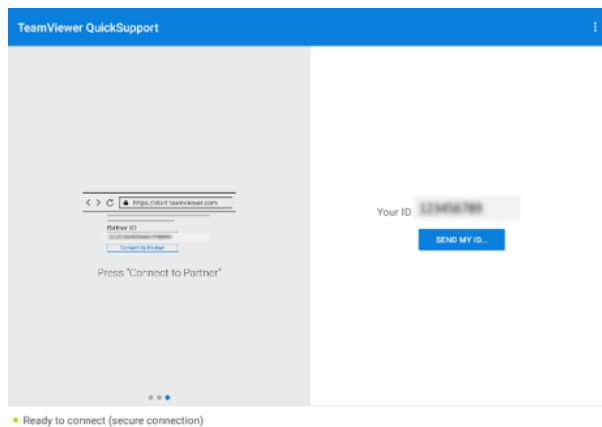 TeamViewer QuickSupport
https://start.teamviewer.com
Partner ID
Connect to Partner
Press "Connect to Partner"
Your ID 123456789
SEND MY ID...
Ready to connect (secure connection)